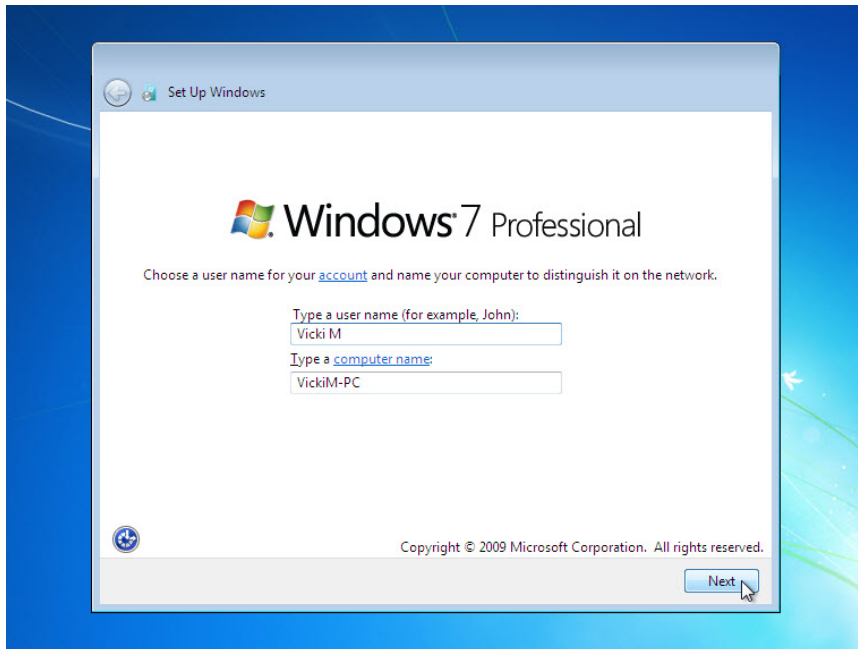 Set Up Windows
Windows 7 Professional
Choose a user name for your account and name your computer to distinguish it on the network.
Type a user name (for example, John):
Vicki M
Type a computer name:
VickiM-PC
Copyright © 2009 Microsoft Corporation. All rights reserved.
Next